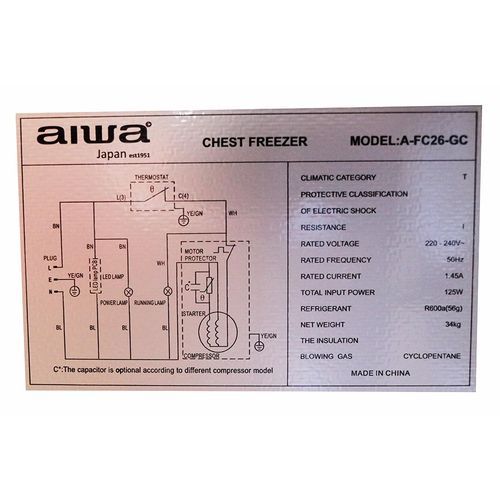 aiwa
Japan est1951
CHEST FREEZER
MODEL:A-FC26-GC
THERMOSTAT
θ
L(3)
C(4)
YE/GN
BN
BN
BN
WH
WH
PLUG
L
E
N
YE/GN
LED lamp PCB
LED LAMP
POWER LAMP
RUNNING LAMP
MOTOR
PROTECTOR
C*
θ
STARTER
COMPRESSOR
YE/GN
BL
BL
BL
BL
C*:The capacitor is optional according to different compressor model
CLIMATIC CATEGORY T
PROTECTIVE CLASSIFICATION
OF ELECTRIC SHOCK
RESISTANCE I
RATED VOLTAGE 220 - 240V~
RATED FREQUENCY 50Hz
RATED CURRENT 1.45A
TOTAL INPUT POWER 125W
REFRIGERANT R600a(56g)
NET WEIGHT 34kg
THE INSULATION
BLOWING GAS CYCLOPENTANE
MADE IN CHINA